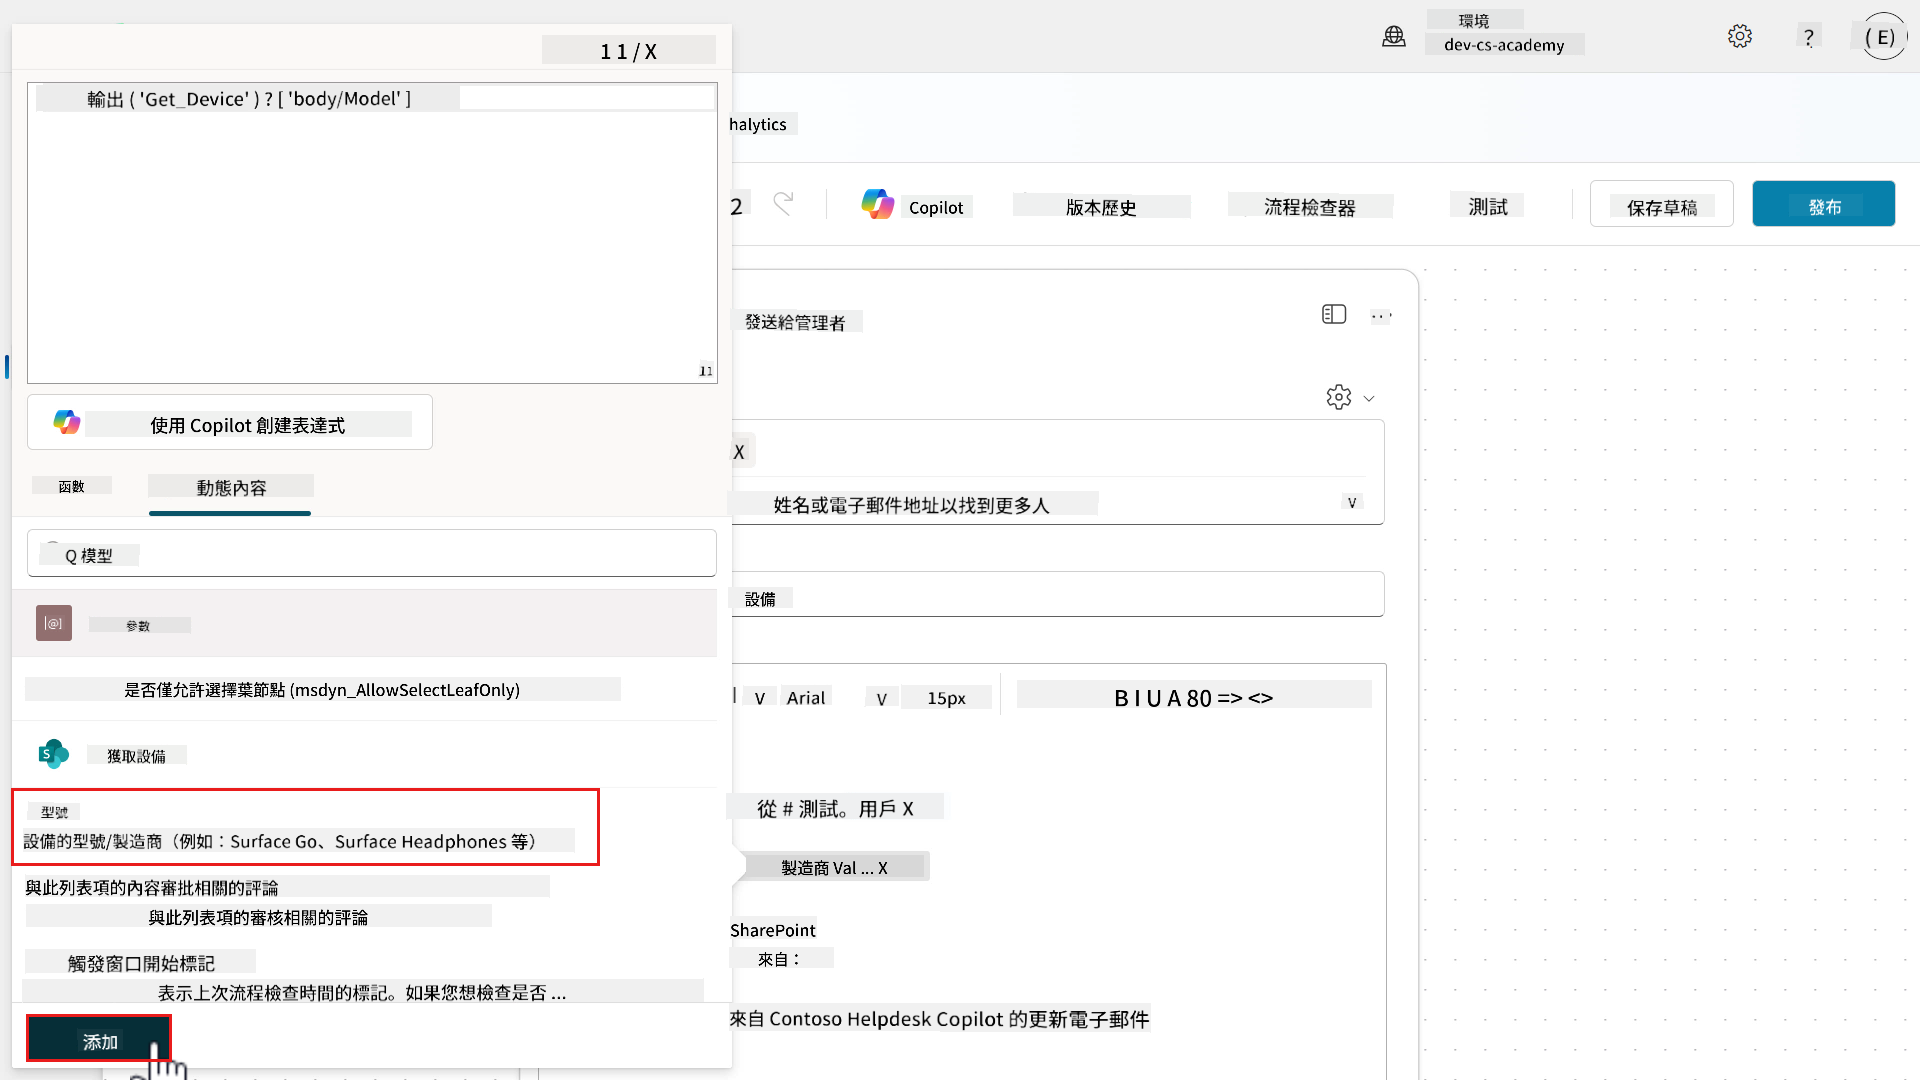 11/X
輸出 ( 'Get_Device' ) ? [ 'body/Model' ]
11
使用 Copilot 創建表達式
函數
動態內容
Q 模型
|@]
參數
是否僅允許選擇葉節點 (msdyn_AllowSelectLeafOnly)
S
獲取設備
型號
設備的型號/製造商（例如：Surface Go、Surface Headphones 等）
與此列表項的內容審批相關的評論
與此列表項的審核相關的評論
觸發窗口開始標記
表示上次流程檢查時間的標記。如果您想檢查是否 ...
添加
環境
dev-cs-academy
?
( E)
halytics
2
Copilot
版本歷史
流程檢查器
測試
保存草稿
發布
發送給管理者
X
姓名或電子郵件地址以找到更多人
V
設備
V Arial V 15px B I U A 80 => <>
從 # 測試。用戶 X
製造商 Val ... X
SharePoint
來自：
來自 Contoso Helpdesk Copilot 的更新電子郵件